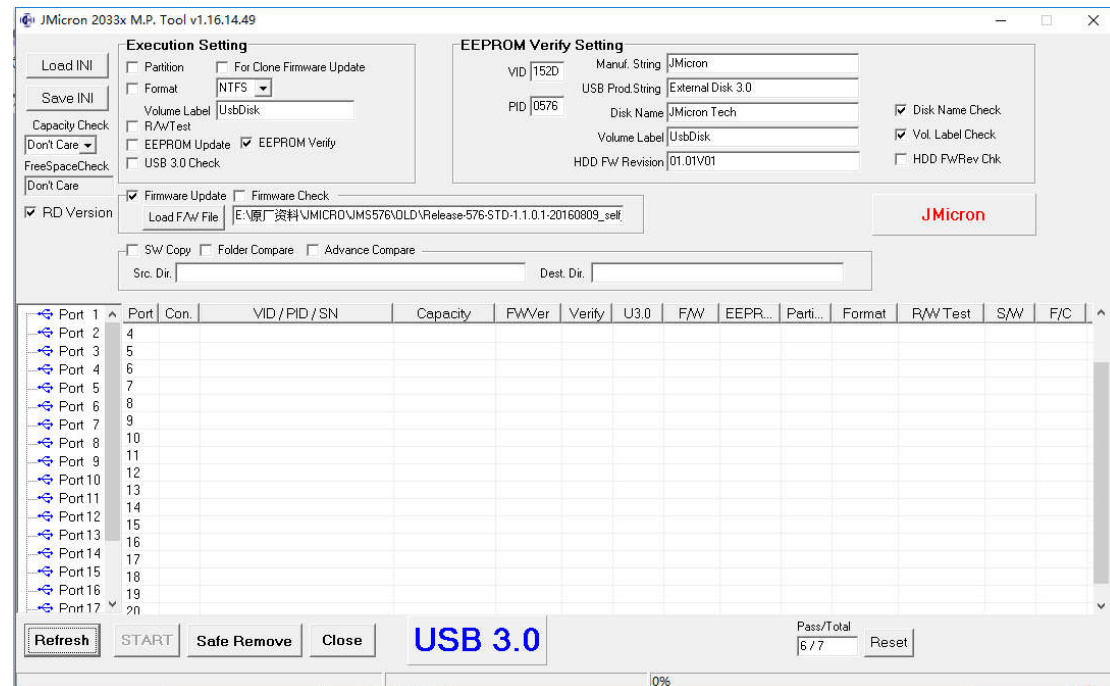 JMicron 2033x M.P. Tool v1.16.14.49
Load INI
Save INI
Capacity Check
Don't Care
FreeSpaceCheck
Don't Care
RD Version
Execution Setting
Partition For Clone Firmware Update
Format NTFS
Volume Label UsbDisk
R/WTest
EEPROM Update EEPROM Verify
USB 3.0 Check
EEPROM Verify Setting
VID 152D
PID 0576
Manuf. String JMicron
USB Prod.String External Disk 3.0
Disk Name JMicron Tech
Volume Label UsbDisk
HDD FW Revision 01.01V01
Disk Name Check
Vol. Label Check
HDD FWRev Chk
Firmware Update Firmware Check
Load F/W File E:\原厂资料\JMICRO\JMS576\OLD\Release-576-STD-1.1.0.1-20160809_self
JMicron
SW Copy Folder Compare Advance Compare
Src. Dir. Dest. Dir.
Port 1
Port 2
Port 3
Port 4
Port 5
Port 6
Port 7
Port 8
Port 9
Port 10
Port 11
Port 12
Port 13
Port 14
Port 15
Port 16
Port 17
Port Con. VID / PID / SN Capacity FWVer Verify U3.0 F/W EEPR... Parti... Format R/W Test S/W F/C
4
5
6
7
8
9
10
11
12
13
14
15
16
17
18
19
20
Refresh START Safe Remove Close USB 3.0
Pass/Total
6 / 7 Reset
0%